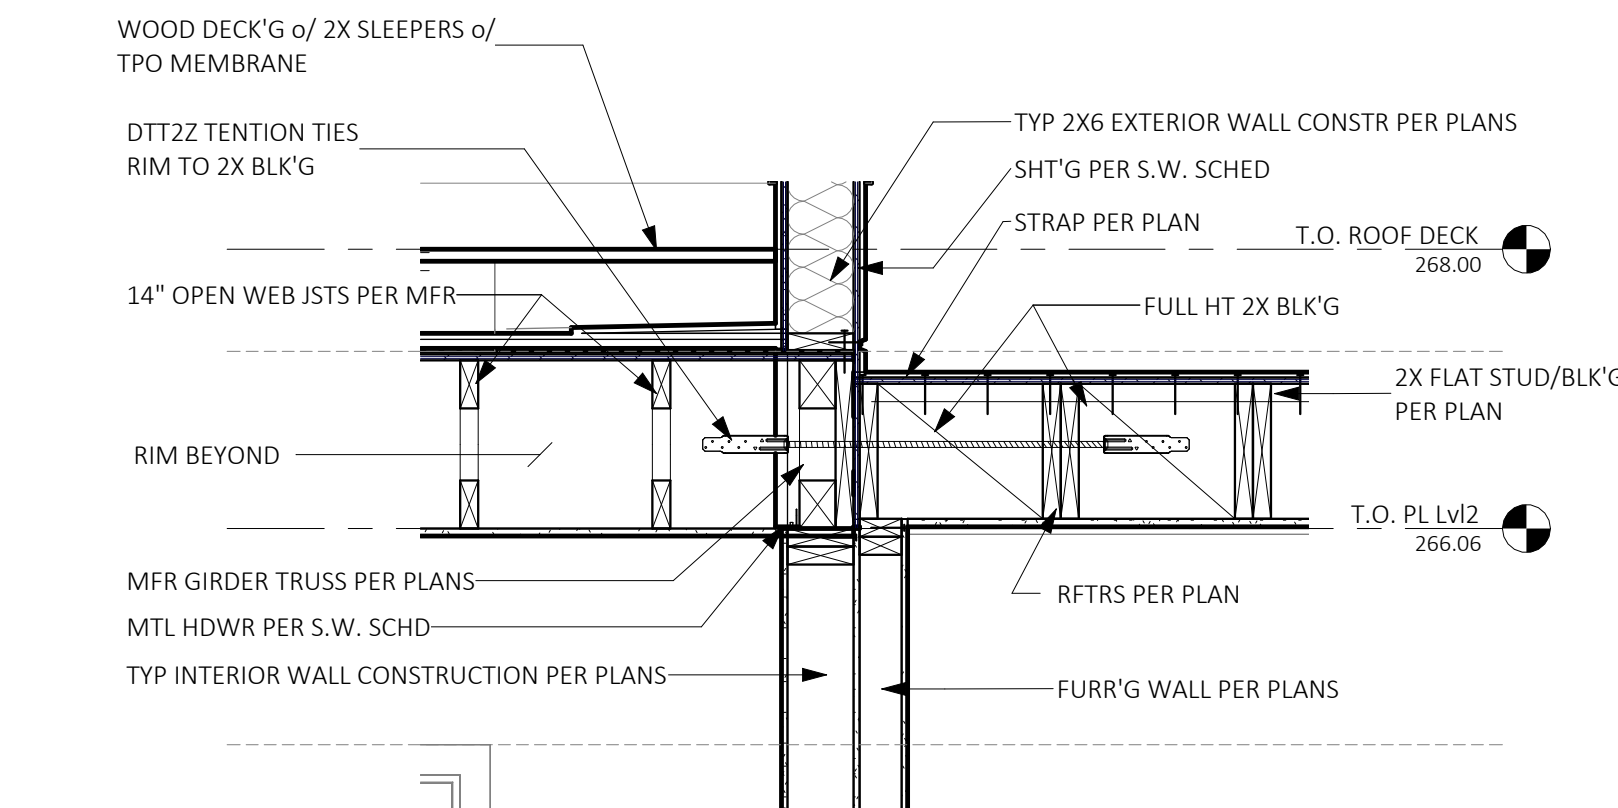 WOOD DECK'G o/ 2X SLEEPERS o/
TPO MEMBRANE
DTT2Z TENTION TIES
RIM TO 2X BLK'G
14" OPEN WEB JSTS PER MFR
RIM BEYOND
MFR GIRDER TRUSS PER PLANS
MTL HDWR PER S.W. SCHD
TYP INTERIOR WALL CONSTRUCTION PER PLANS
TYP 2X6 EXTERIOR WALL CONSTR PER PLANS
SHT'G PER S.W. SCHED
STRAP PER PLAN
T.O. ROOF DECK
268.00
FULL HT 2X BLK'G
2X FLAT STUD/BLK'G
PER PLAN
T.O. PL Lvl2
266.06
RFTRS PER PLAN
FURR'G WALL PER PLANS